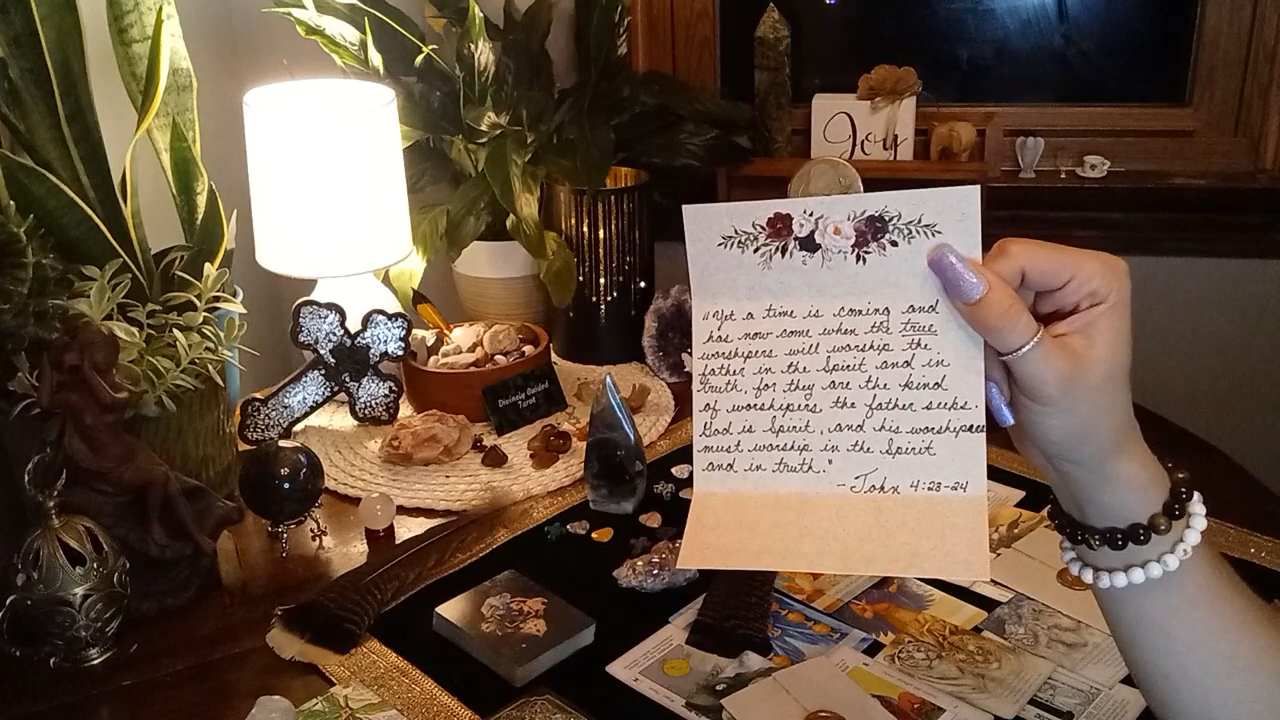 Joy
"Yet a time is coming and
has now come when the true
worshipers will worship the
father in the Spirit and in
truth, for they are the kind
of worshipers the father seeks.
God is Spirit, and his worshipers
must worship in the Spirit
and in truth."
- John 4:23-24
Divinely Guided
Tarot